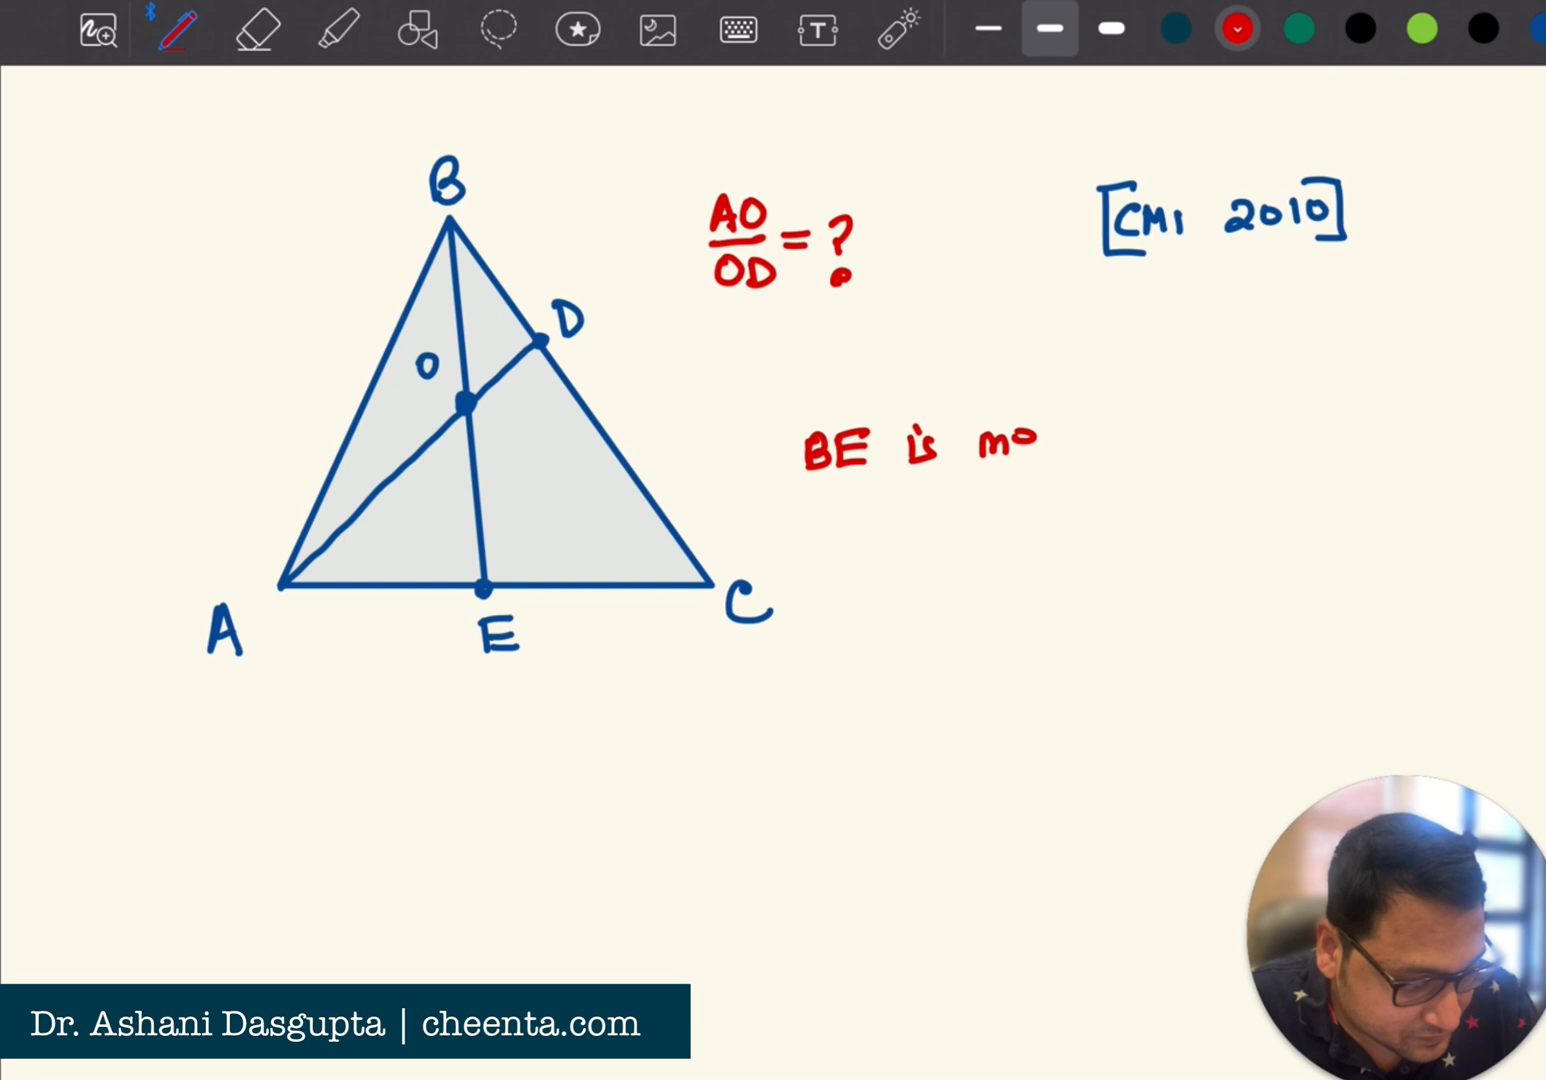 B
AO
OD
= ?
[CMI 2010]
D
O
BE is mo
A
E
C
Dr. Ashani Dasgupta | cheenta.com